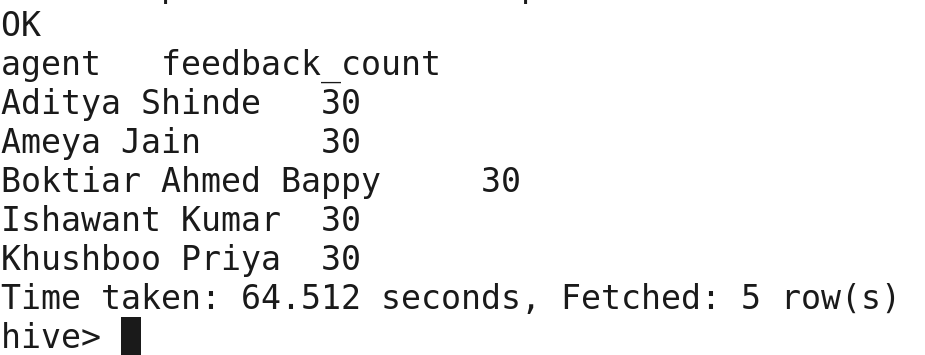 OK
agent	feedback_count
Aditya Shinde	30
Ameya Jain	30
Boktiar Ahmed Bappy	30
Ishawant Kumar	30
Khushboo Priya	30
Time taken: 64.512 seconds, Fetched: 5 row(s)
hive>